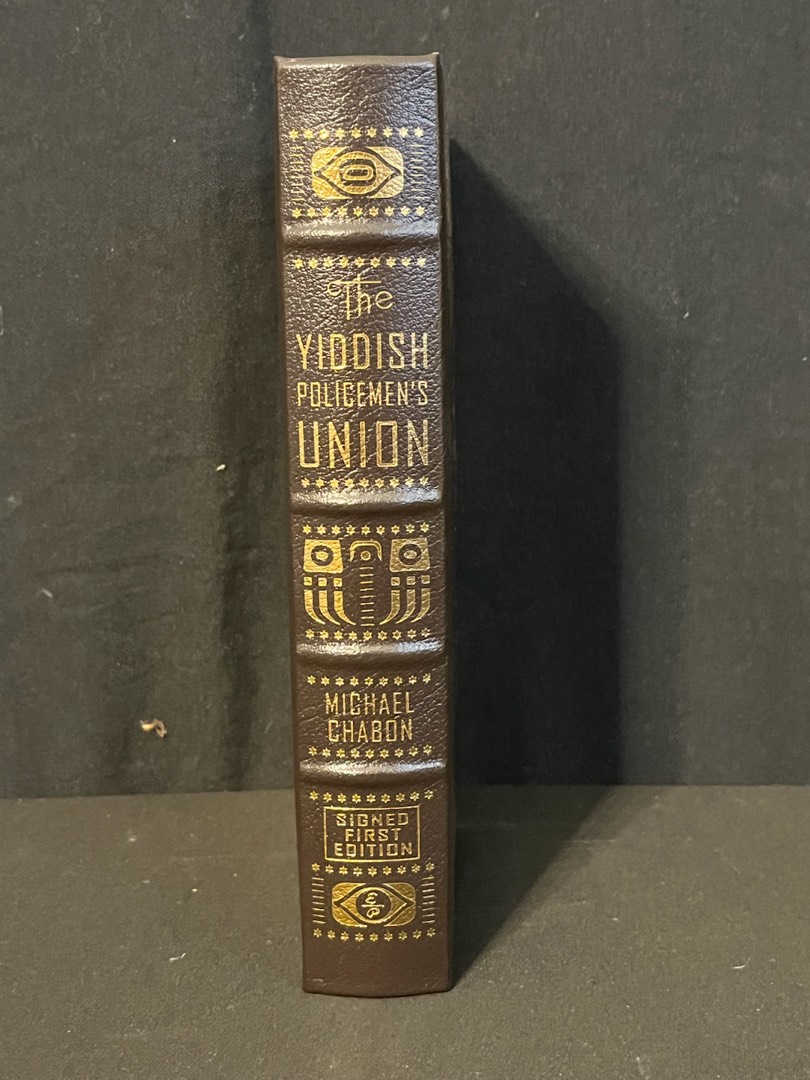 The
YIDDISH
POLICEMEN'S
UNION
MICHAEL
CHABON
SIGNED
FIRST
EDITION
E
P